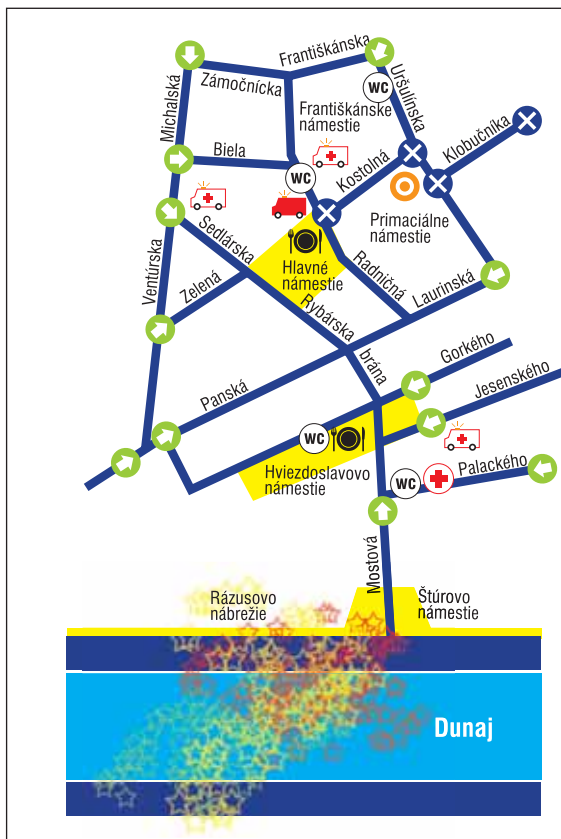 Františkánska
WC
Zámočnícka
Uršulínska
Michalská
Františkánske
námestie
Klobučníka
Biela
WC
Kostolná
Primaciálne
námestie
Sedlárska
Ventúrska
Zelená
Hlavné
námestie
Radničná
Laurinská
Rybárska
brána
Panská
Gorkého
Jesenského
WC
Hviezdoslavovo
námestie
WC
Palackého
Mostová
Rázusovo
nábrežie
Štúrovo
námestie
Dunaj